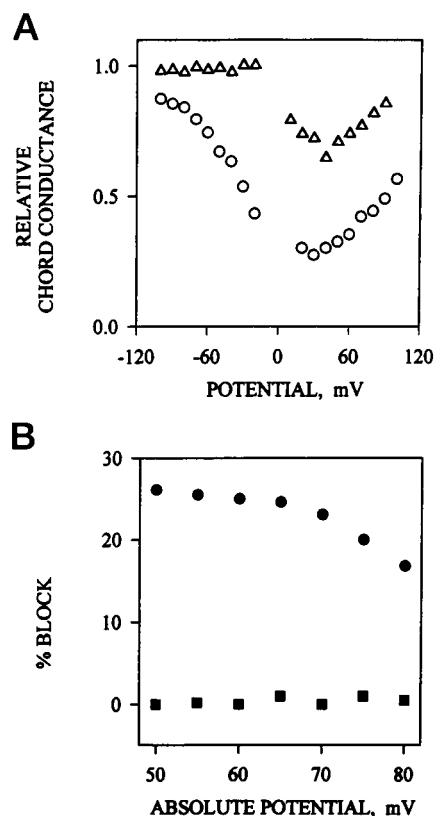 A
RELATIVE
CHORD CONDUCTANCE
1.0
0.5
0.0
-120 -60 0 60 120
POTENTIAL, mV
B
% BLOCK
30
20
10
0
50 60 70 80
ABSOLUTE POTENTIAL, mV